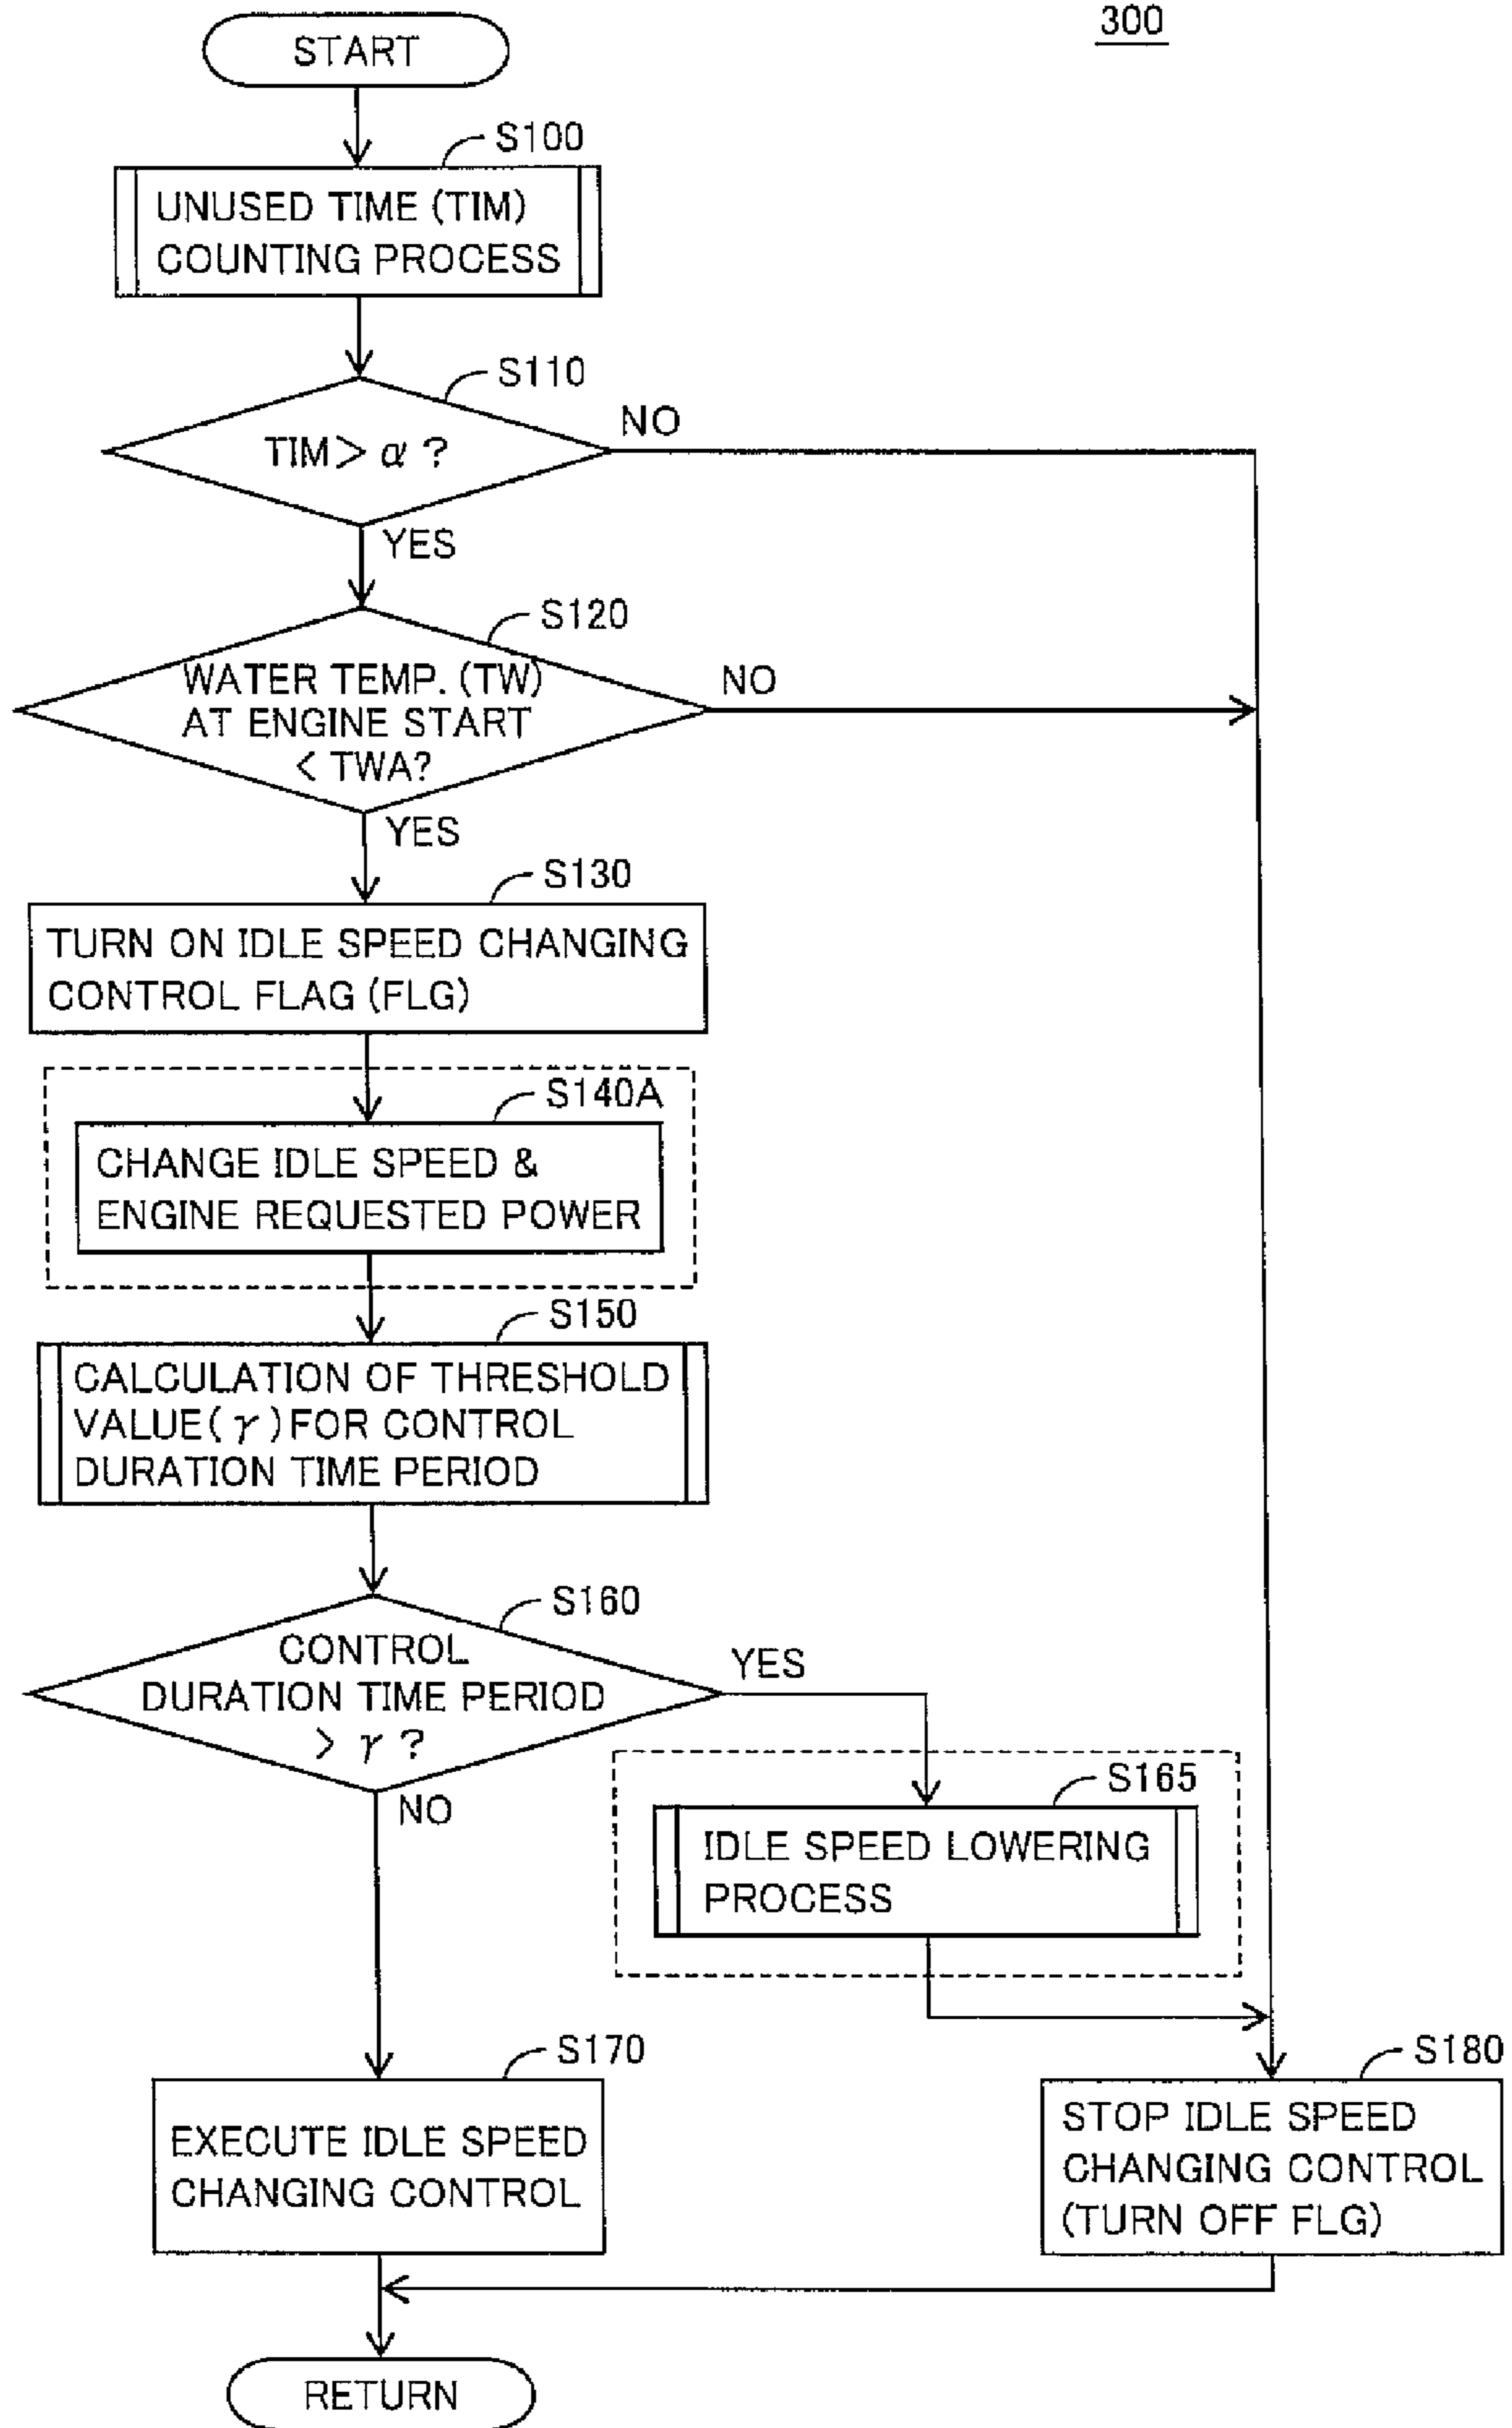 300
START
S100
UNUSED TIME (TIM)
COUNTING PROCESS
S110
TIM > α ?
NO
YES
S120
WATER TEMP. (TW)
AT ENGINE START
< TWA?
NO
YES
S130
TURN ON IDLE SPEED CHANGING
CONTROL FLAG (FLG)
S140A
CHANGE IDLE SPEED &
ENGINE REQUESTED POWER
S150
CALCULATION OF THRESHOLD
VALUE( γ ) FOR CONTROL
DURATION TIME PERIOD
S160
CONTROL
DURATION TIME PERIOD
> γ ?
YES
NO
S165
IDLE SPEED LOWERING
PROCESS
S170
EXECUTE IDLE SPEED
CHANGING CONTROL
S180
STOP IDLE SPEED
CHANGING CONTROL
(TURN OFF FLG)
RETURN